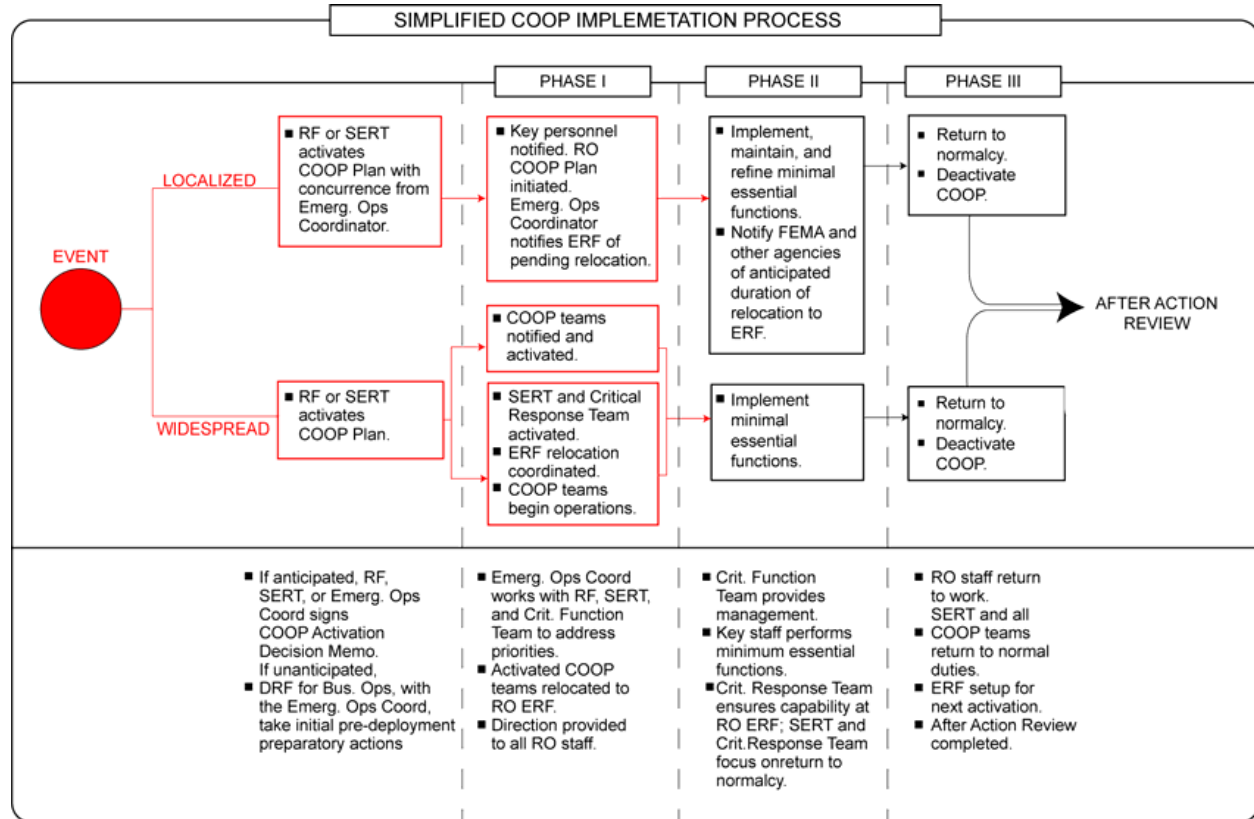 SIMPLIFIED COOP IMPLEMETATION PROCESS
PHASE I
PHASE II
PHASE III
EVENT
LOCALIZED
WIDESPREAD
■ RF or SERT
activates
COOP Plan with
concurrence from
Emerg. Ops
Coordinator.
■ Key personnel
notified. RO
COOP Plan
initiated.
Emerg. Ops
Coordinator
notifies ERF of
pending relocation.
■ Implement,
maintain, and
refine minimal
essential
functions.
■ Notify FEMA and
other agencies
of anticipated
duration of
relocation to
ERF.
■ Return to
normalcy.
■ Deactivate
COOP.
■ RF or SERT
activates
COOP Plan.
■ COOP teams
notified and
activated.
■ SERT and Critical
Response Team
activated.
■ ERF relocation
coordinated.
■ COOP teams
begin operations.
■ Implement
minimal
essential
functions.
■ Return to
normalcy.
■ Deactivate
COOP.
AFTER ACTION
REVIEW
■ If anticipated, RF,
SERT, or Emerg. Ops
Coord signs
COOP Activation
Decision Memo.
If unanticipated,
■ DRF for Bus. Ops, with
the Emerg. Ops Coord,
take initial pre-deployment
preparatory actions
■ Emerg. Ops Coord
works with RF, SERT,
and Crit. Function
Team to address
priorities.
■ Activated COOP
teams relocated to
RO ERF.
■ Direction provided
to all RO staff.
■ Crit. Function
Team provides
management.
■ Key staff performs
minimum essential
functions.
■ Crit. Response Team
ensures capability at
RO ERF; SERT and
Crit.Response Team
focus onreturn to
normalcy.
■ RO staff return
to work.
SERT and all
■ COOP teams
return to normal
duties.
■ ERF setup for
next activation.
■ After Action Review
completed.